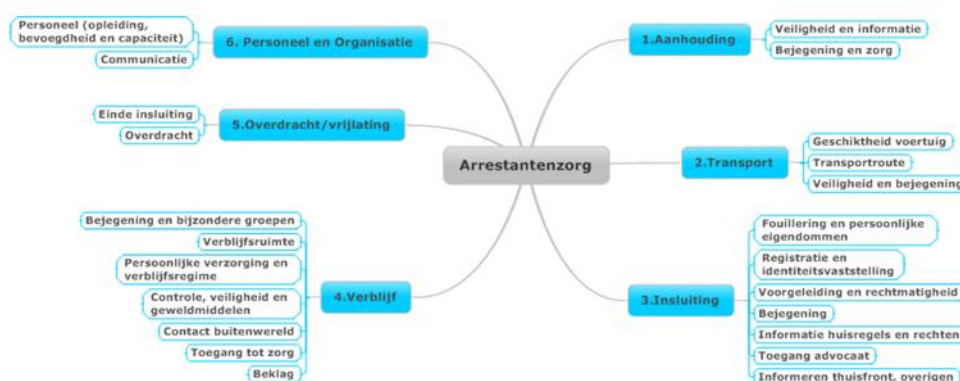 Arrestantenzorg
1.Aanhouding
Veiligheid en informatie
Bejegening en zorg
2.Transport
Geschiktheid voertuig
Transportroute
Veiligheid en bejegening
3.Insluiting
Fouillering en persoonlijke
eigendommen
Registratie en
identiteitsvaststelling
Voorgeleiding en rechtmatigheid
Bejegening
Informatie huisregels en rechten
Toegang advocaat
Informeren thuisfront, overigen
4.Verblijf
Bejegening en bijzondere groepen
Verblijfsruimte
Persoonlijke verzorging en
verblijfsregime
Controle, veiligheid en
geweldmiddelen
Contact buitenwereld
Toegang tot zorg
Beklag
5.Overdracht/vrijlating
Einde insluiting
Overdracht
6. Personeel en Organisatie
Personeel (opleiding,
bevoegdheid en capaciteit)
Communicatie